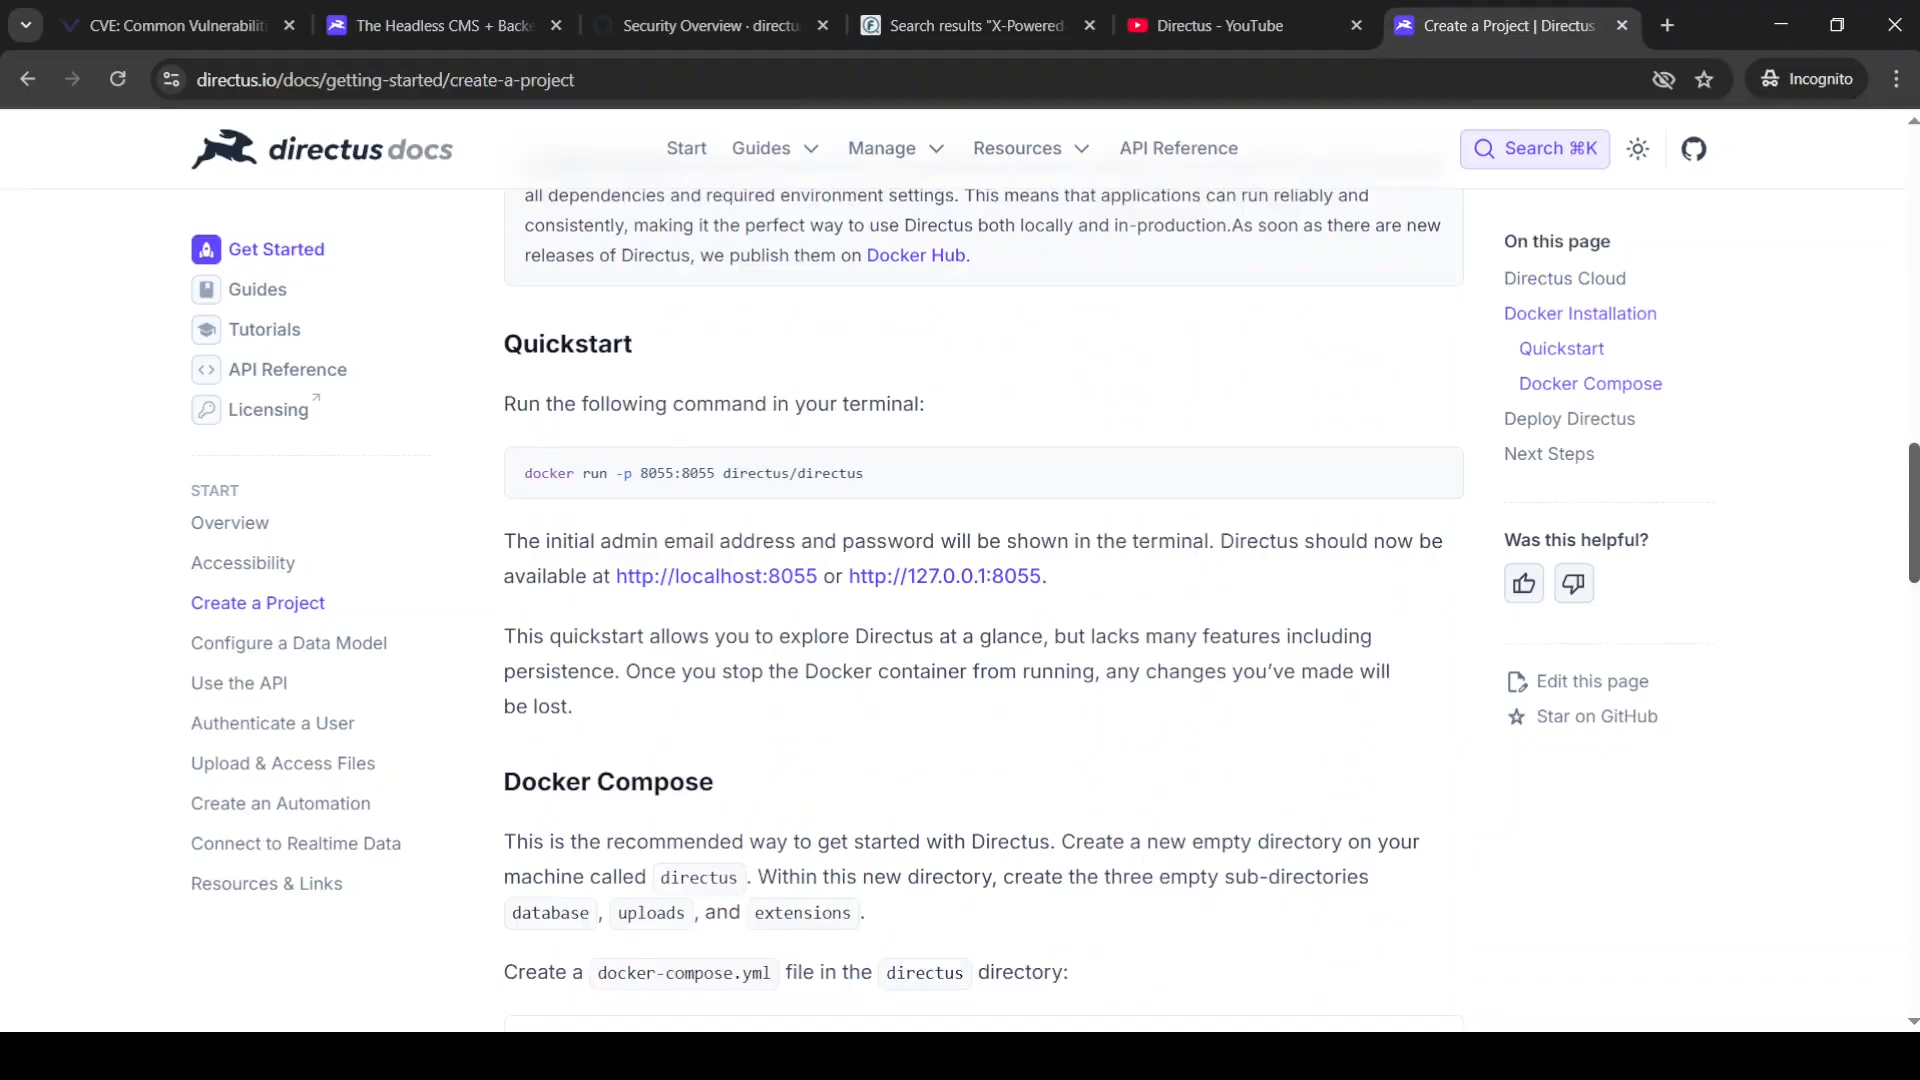 CVE: Common Vulnerabiliti
The Headless CMS + Backe
Security Overview · directu
Search results "X-Powered-
Directus - YouTube
Create a Project | Directus
directus.io/docs/getting-started/create-a-project
Incognito
directus docs
Start
Guides
Manage
Resources
API Reference
Search ⌘K
Get Started
Guides
Tutorials
API Reference
Licensing
START
Overview
Accessibility
Create a Project
Configure a Data Model
Use the API
Authenticate a User
Upload & Access Files
Create an Automation
Connect to Realtime Data
Resources & Links
all dependencies and required environment settings. This means that applications can run reliably and
consistently, making it the perfect way to use Directus both locally and in-production.As soon as there are new
releases of Directus, we publish them on Docker Hub.
Quickstart
Run the following command in your terminal:
docker run -p 8055:8055 directus/directus
The initial admin email address and password will be shown in the terminal. Directus should now be
available at http://localhost:8055 or http://127.0.0.1:8055.
This quickstart allows you to explore Directus at a glance, but lacks many features including
persistence. Once you stop the Docker container from running, any changes you’ve made will
be lost.
Docker Compose
This is the recommended way to get started with Directus. Create a new empty directory on your
machine called directus. Within this new directory, create the three empty sub-directories
database, uploads, and extensions.
Create a docker-compose.yml file in the directus directory:
On this page
Directus Cloud
Docker Installation
Quickstart
Docker Compose
Deploy Directus
Next Steps
Was this helpful?
Edit this page
Star on GitHub